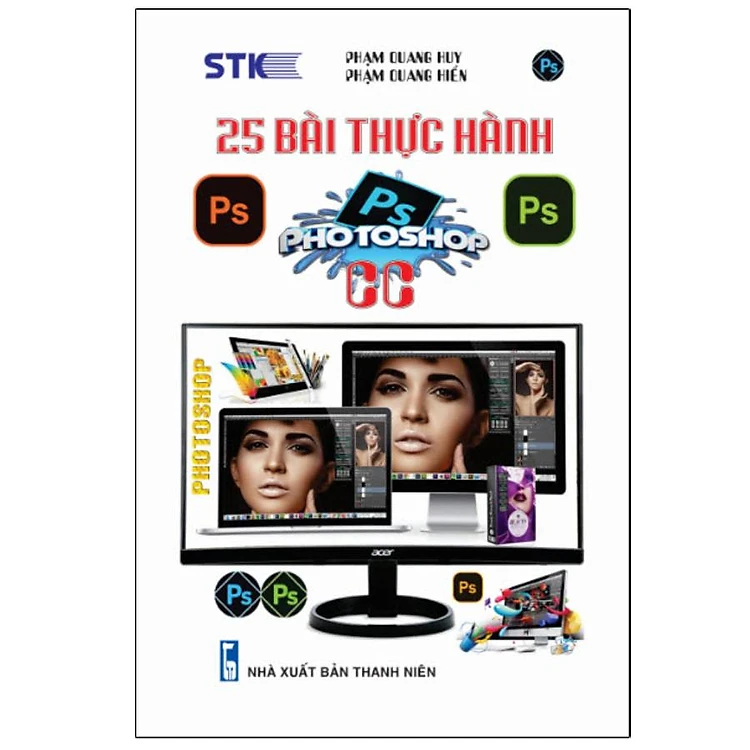 STK
PHẠM QUANG HUY
PHẠM QUANG HIỂN
Ps
25 BÀI THỰC HÀNH
Ps
Ps
Ps
PHOTOSHOP
CC
PHOTOSHOP
acer
Ps
Ps
Ps
NHÀ XUẤT BẢN THANH NIÊN